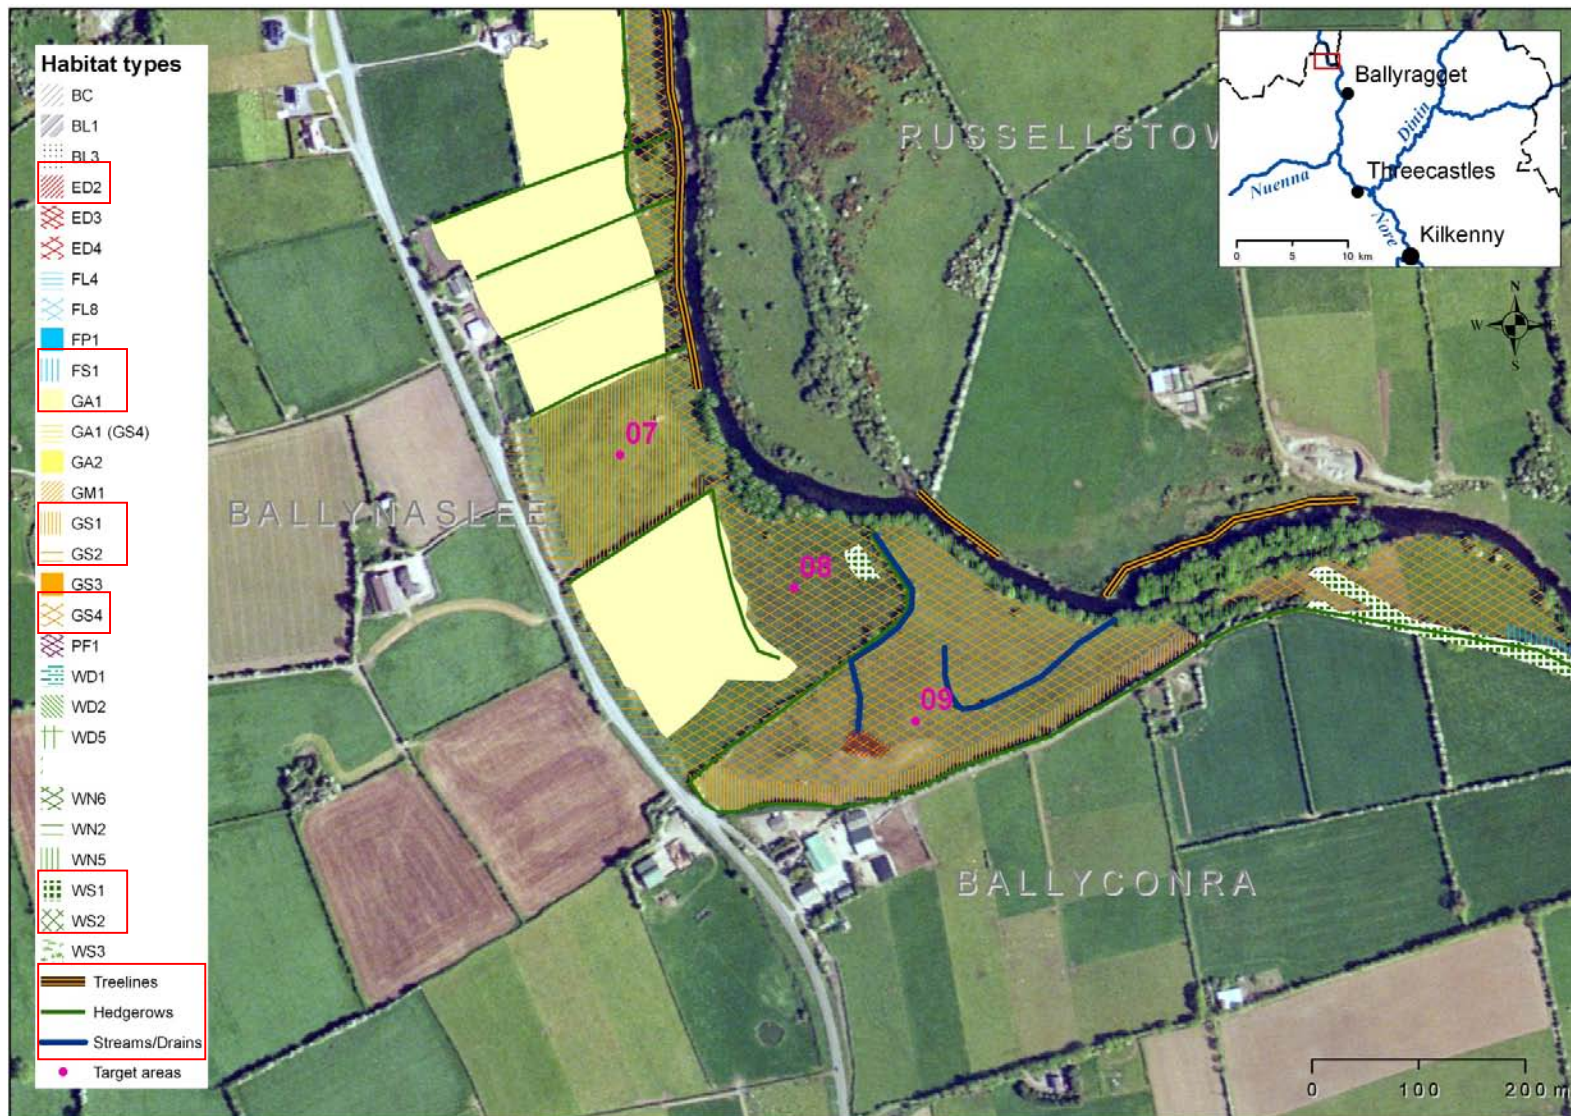 Habitat types
BC
BL1
BL3
ED2
ED3
ED4
FL4
FL8
FP1
FS1
GA1
GA1 (GS4)
GA2
GM1
GS1
GS2
GS3
GS4
PF1
WD1
WD2
WD5
WN6
WN2
WN5
WS1
WS2
WS3
Treelines
Hedgerows
Streams/Drains
Target areas
RUSSELLSTOW
BALLYNASLEE
BALLYCONRA
07
08
09
Ballyragget
Dinin
Threecastles
Nuenna
Nore
Kilkenny
0 5 10 km
N
W
S
0 100 200 m